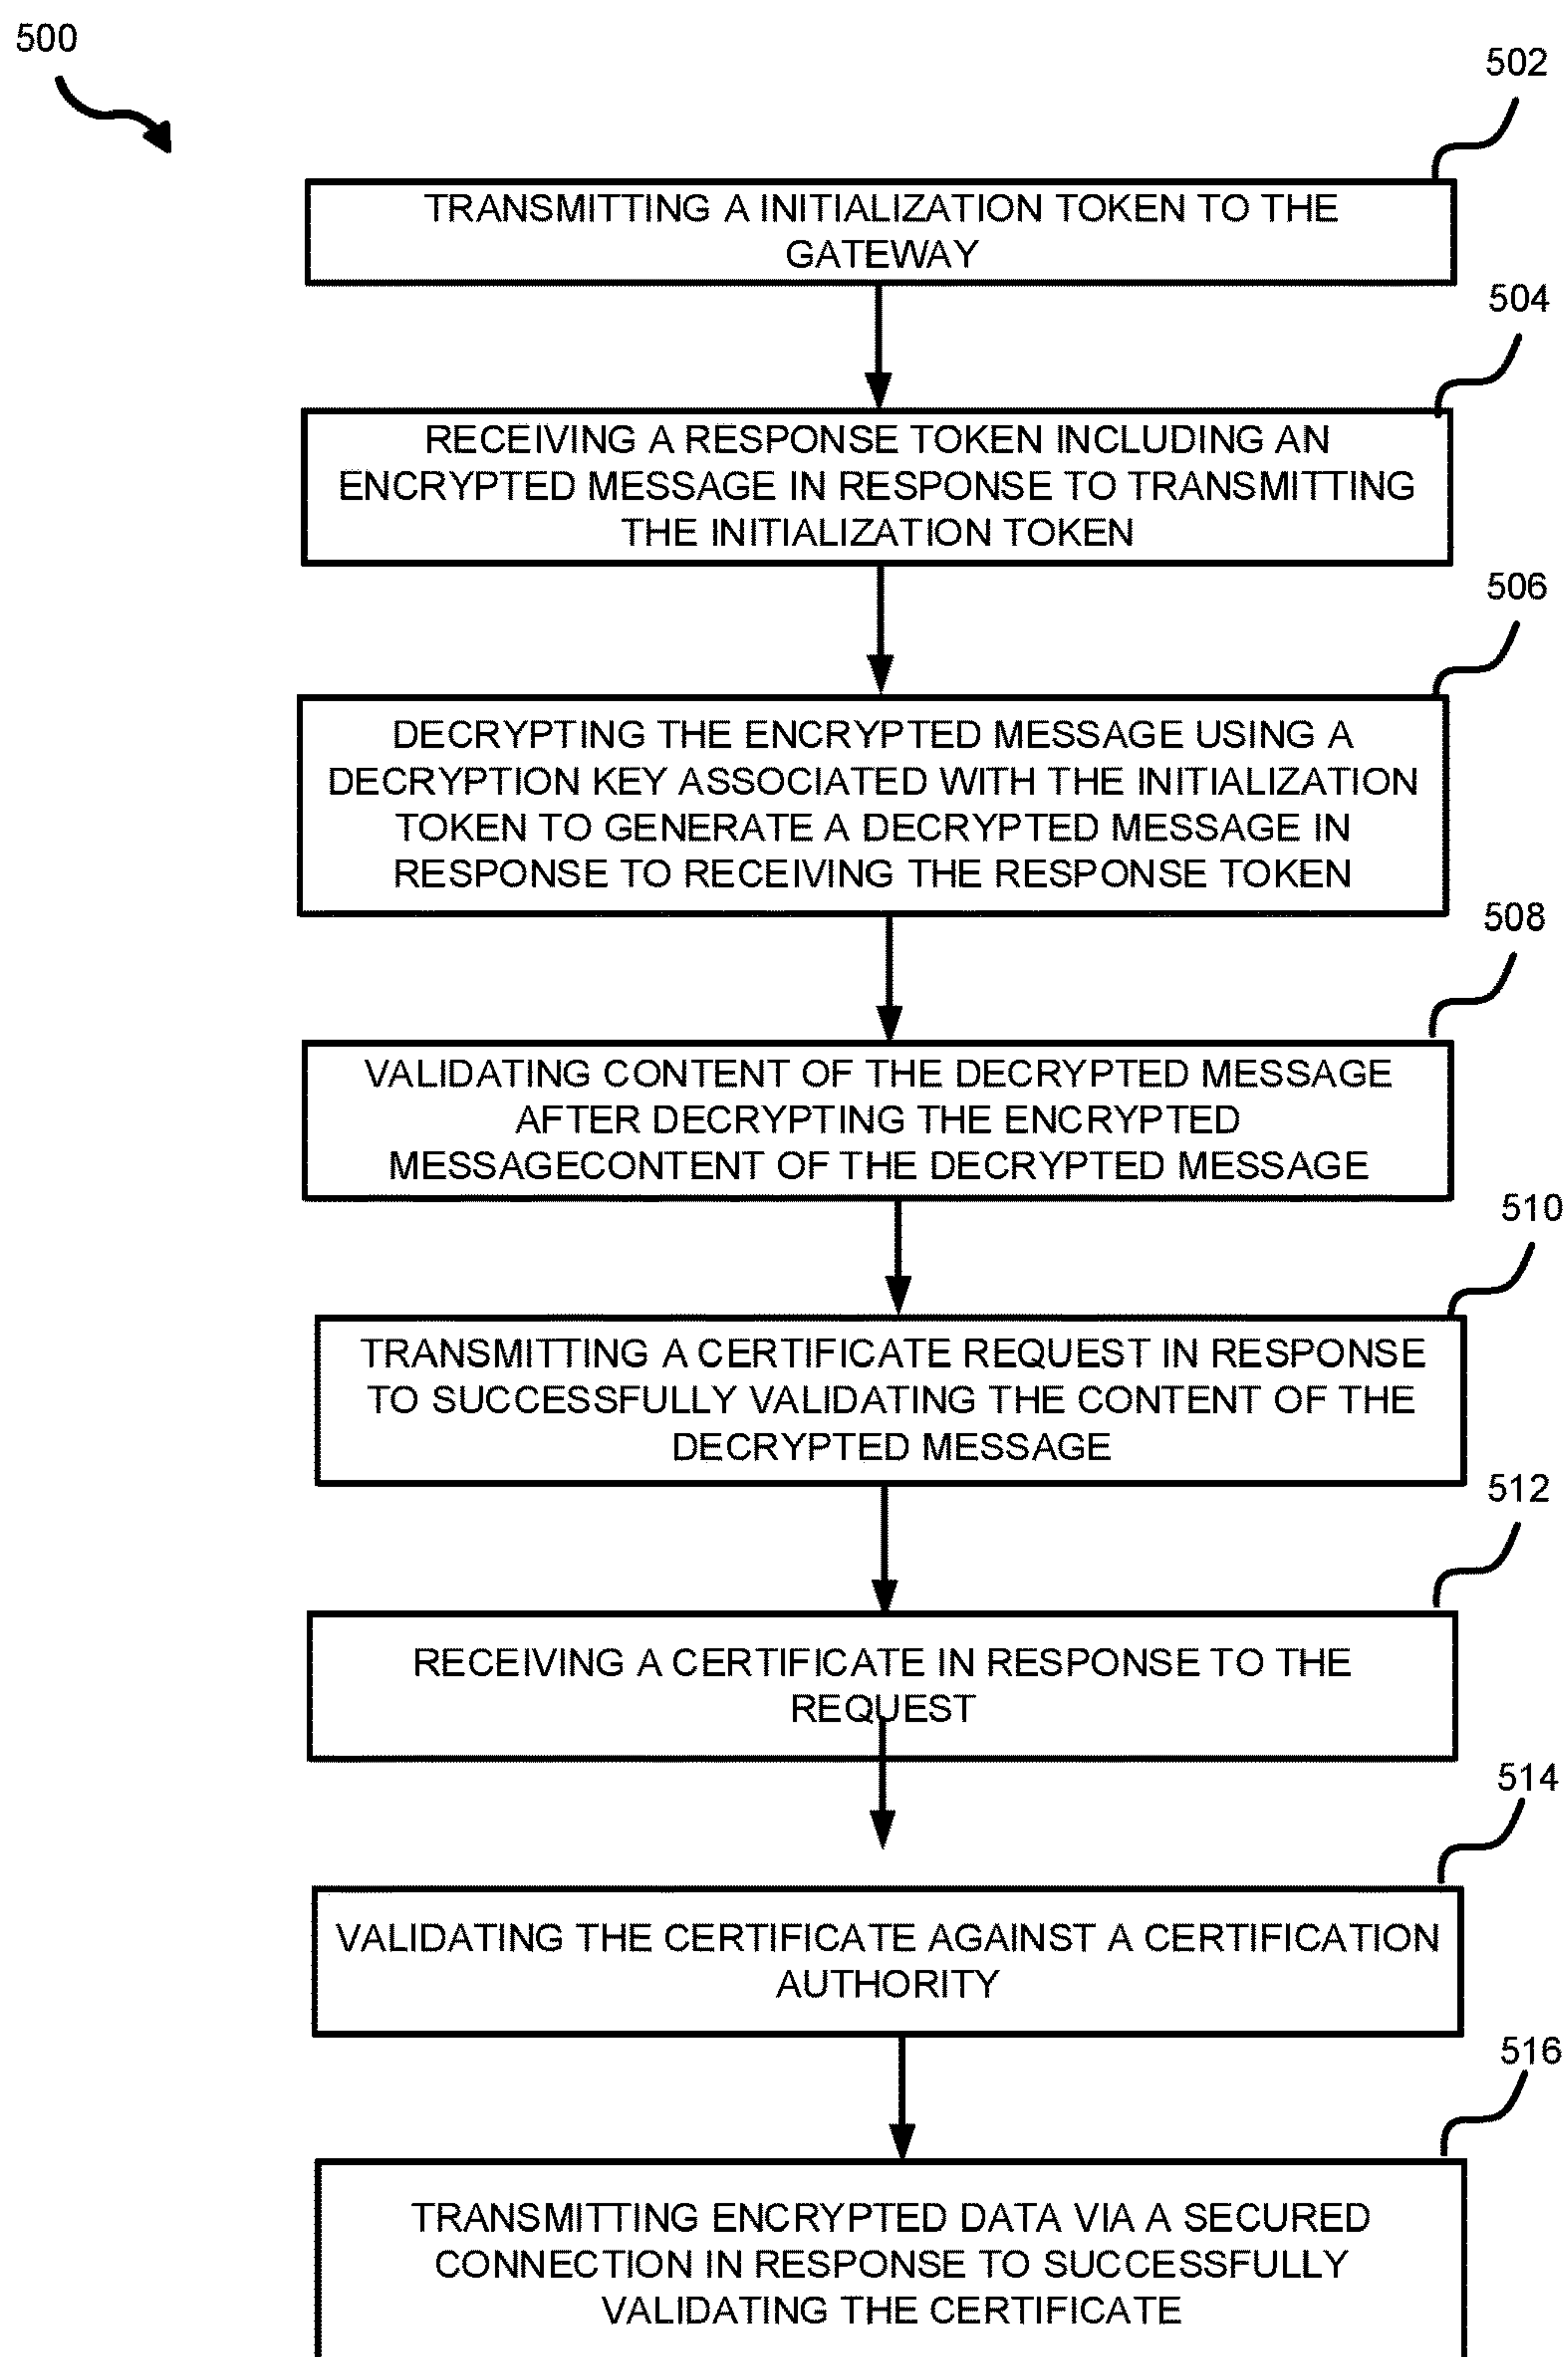 500
502
TRANSMITTING A INITIALIZATION TOKEN TO THE
GATEWAY
504
RECEIVING A RESPONSE TOKEN INCLUDING AN
ENCRYPTED MESSAGE IN RESPONSE TO TRANSMITTING
THE INITIALIZATION TOKEN
506
DECRYPTING THE ENCRYPTED MESSAGE USING A
DECRYPTION KEY ASSOCIATED WITH THE INITIALIZATION
TOKEN TO GENERATE A DECRYPTED MESSAGE IN
RESPONSE TO RECEIVING THE RESPONSE TOKEN
508
VALIDATING CONTENT OF THE DECRYPTED MESSAGE
AFTER DECRYPTING THE ENCRYPTED
MESSAGECONTENT OF THE DECRYPTED MESSAGE
510
TRANSMITTING A CERTIFICATE REQUEST IN RESPONSE
TO SUCCESSFULLY VALIDATING THE CONTENT OF THE
DECRYPTED MESSAGE
512
RECEIVING A CERTIFICATE IN RESPONSE TO THE
REQUEST
514
VALIDATING THE CERTIFICATE AGAINST A CERTIFICATION
AUTHORITY
516
TRANSMITTING ENCRYPTED DATA VIA A SECURED
CONNECTION IN RESPONSE TO SUCCESSFULLY
VALIDATING THE CERTIFICATE